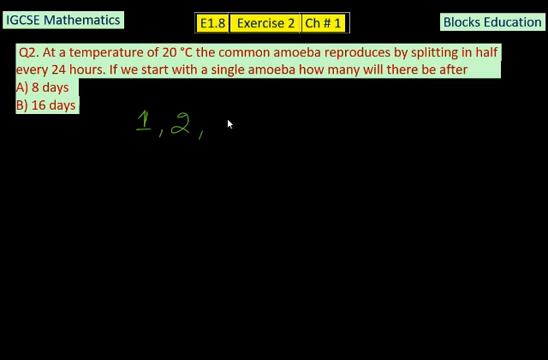 IGCSE Mathematics
E1.8 Exercise 2 Ch # 1
Blocks Education
Q2. At a temperature of 20 °C the common amoeba reproduces by splitting in half
every 24 hours. If we start with a single amoeba how many will there be after
A) 8 days
B) 16 days
1, 2,